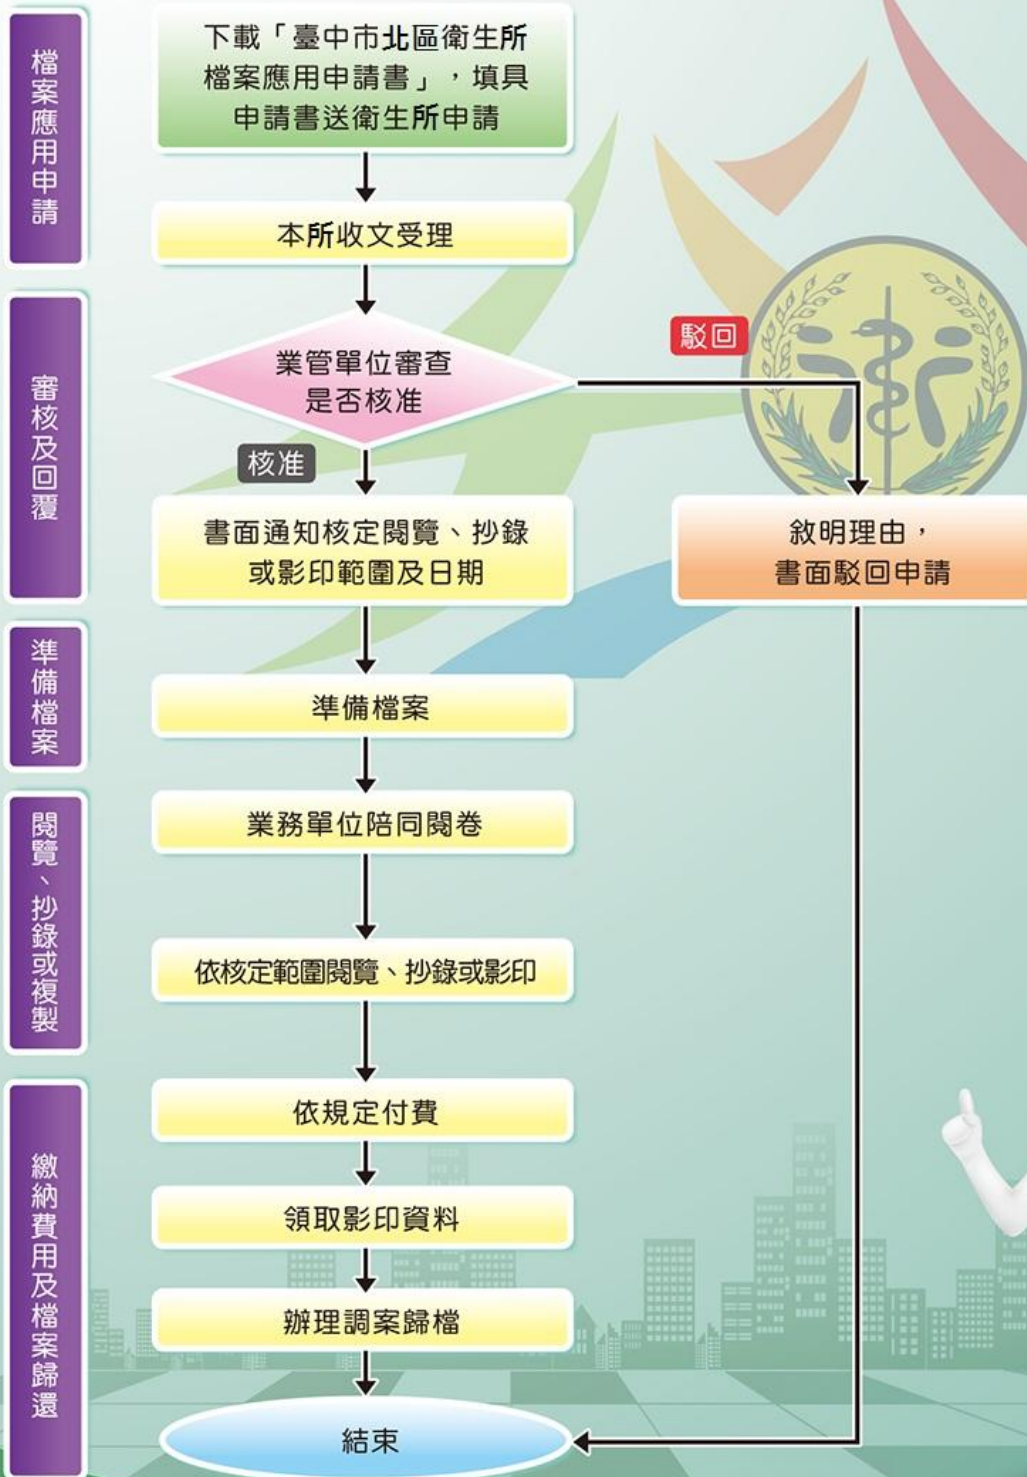 檔案應用申請
下載「臺中市北區衛生所
檔案應用申請書」，填具
申請書送衛生所申請
本所收文受理
審核及回覆
業管單位審查
是否核准
駁回
核准
書面通知核定閱覽、抄錄
或影印範圍及日期
敘明理由，
書面駁回申請
準備檔案
準備檔案
閱覽、抄錄或複製
業務單位陪同閱卷
依核定範圍閱覽、抄錄或影印
繳納費用及檔案歸還
依規定付費
領取影印資料
辦理調案歸檔
結束